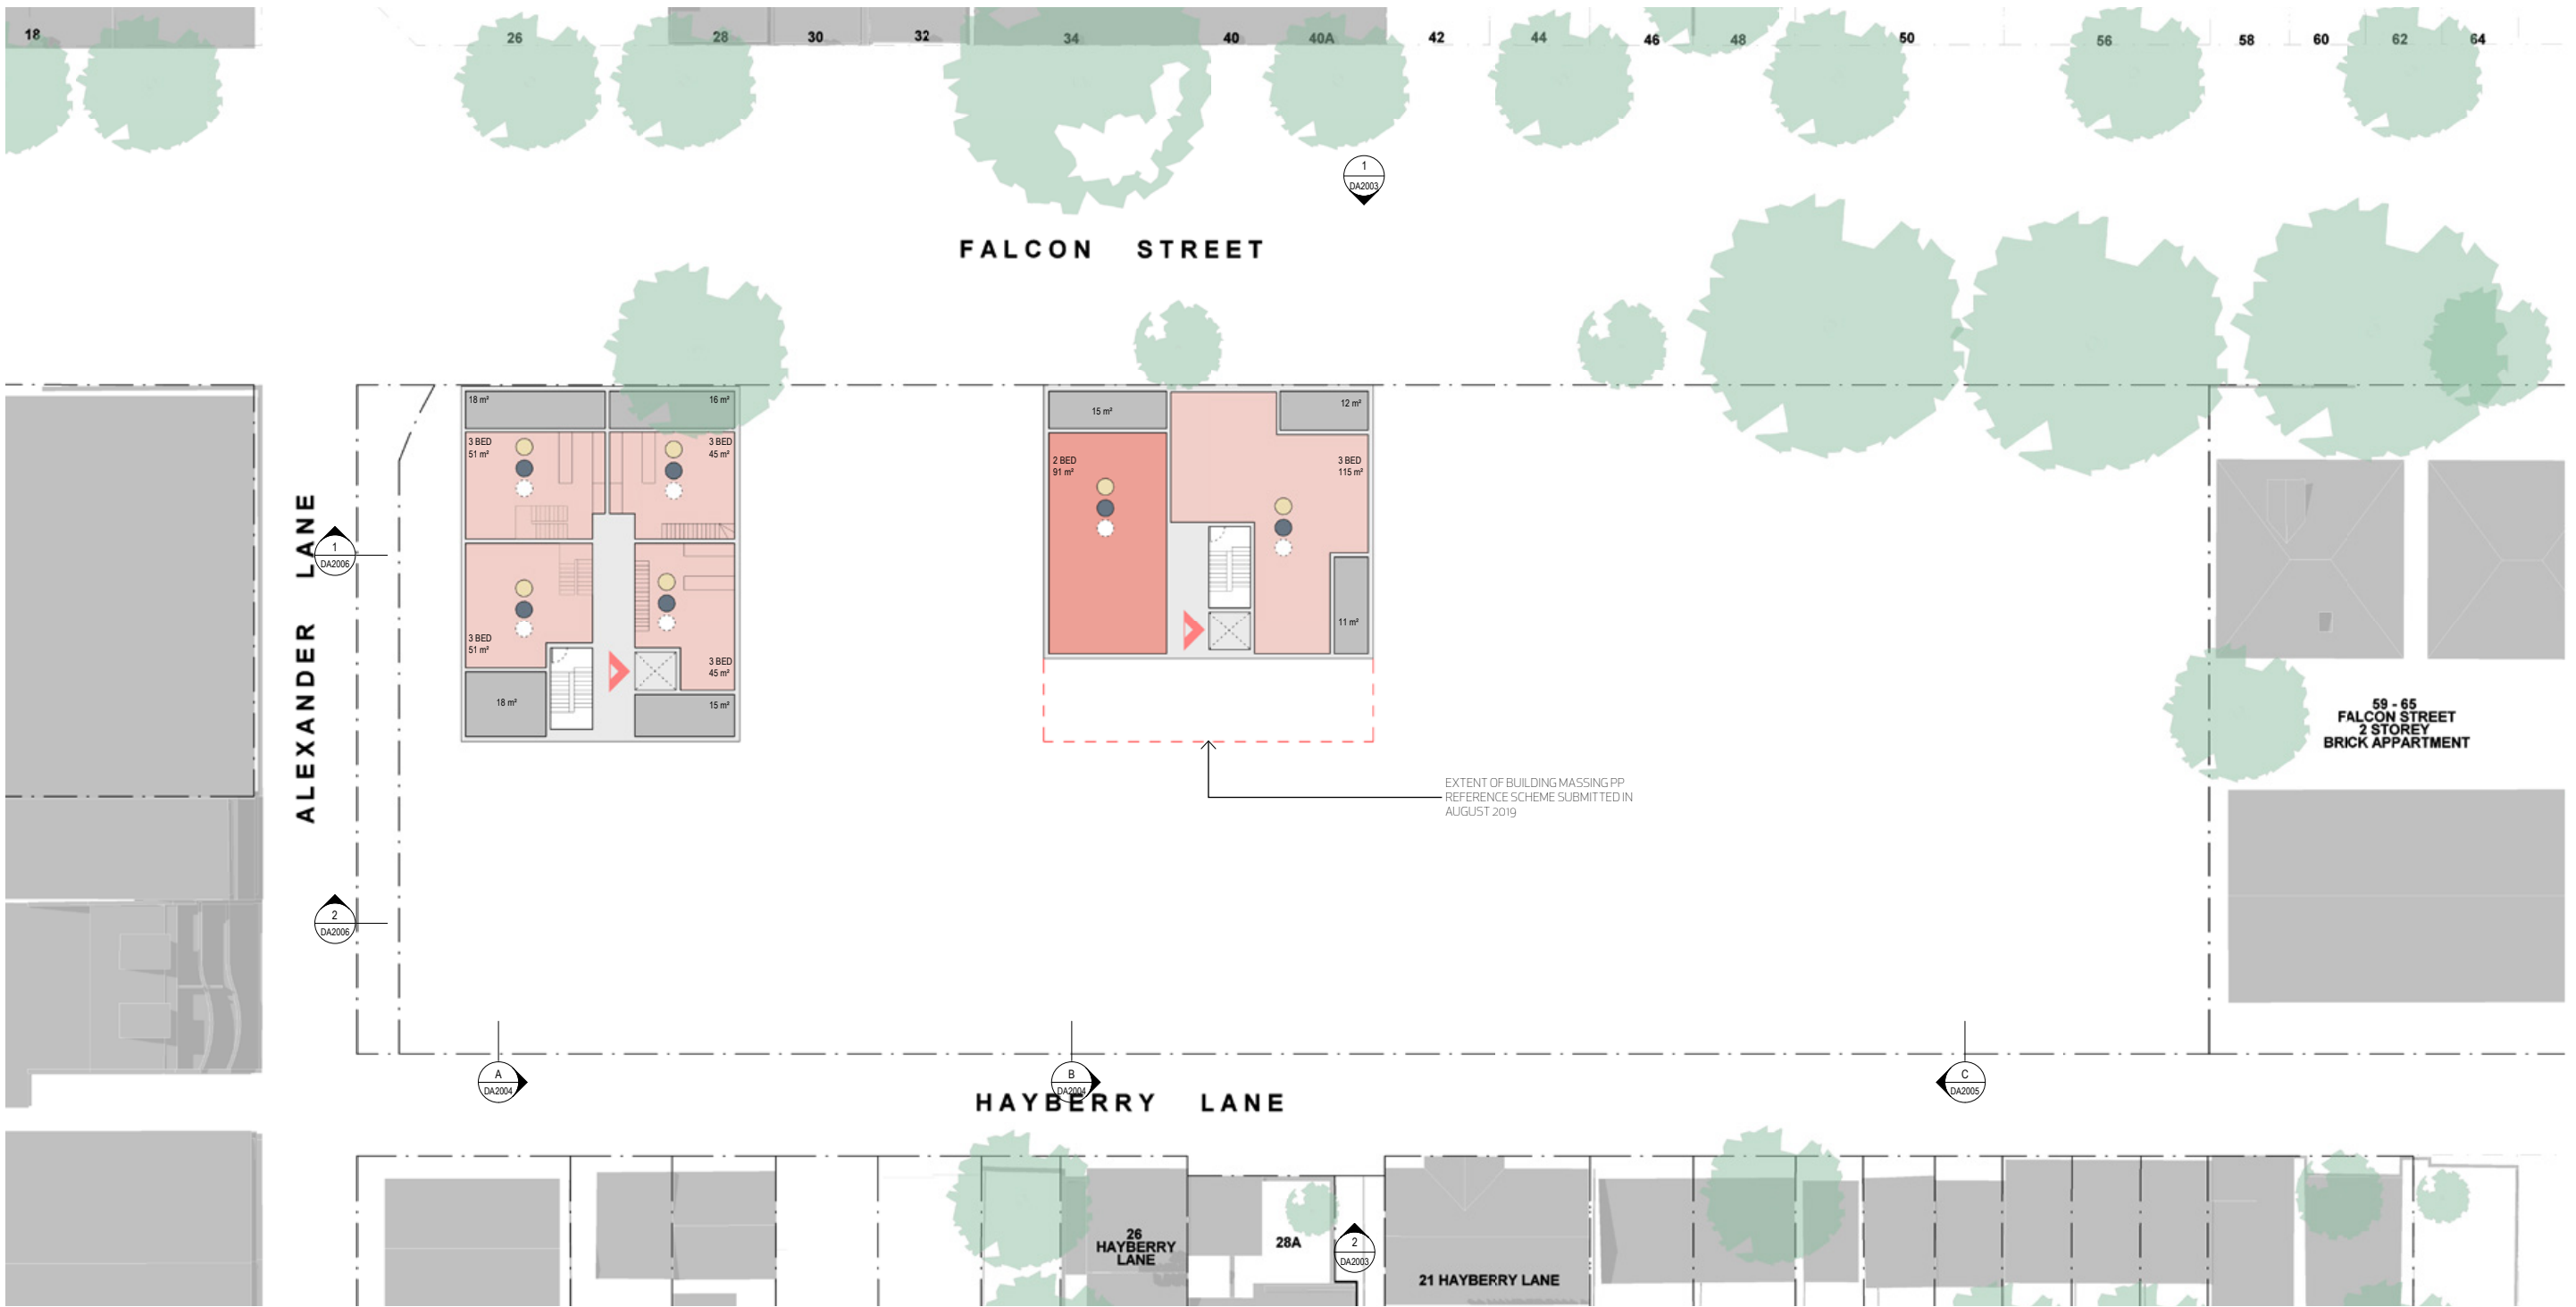 18
26
28
30
32
34
40
40A
42
44
46
48
50
56
58
60
62
64
1
DA2003
FALCON STREET
18 m²
16 m²
3 BED
51 m²
3 BED
45 m²
3 BED
51 m²
3 BED
45 m²
18 m²
15 m²
15 m²
12 m²
2 BED
91 m²
3 BED
115 m²
11 m²
ALEXANDER LANE
1
DA2006
2
DA2006
EXTENT OF BUILDING MASSING PP
REFERENCE SCHEME SUBMITTED IN
AUGUST 2019
59 - 65
FALCON STREET
2 STOREY
BRICK APPARTMENT
A
DA2004
B
DA2004
C
DA2005
HAYBERRY LANE
26
HAYBERRY
LANE
28A
2
DA2003
21 HAYBERRY LANE